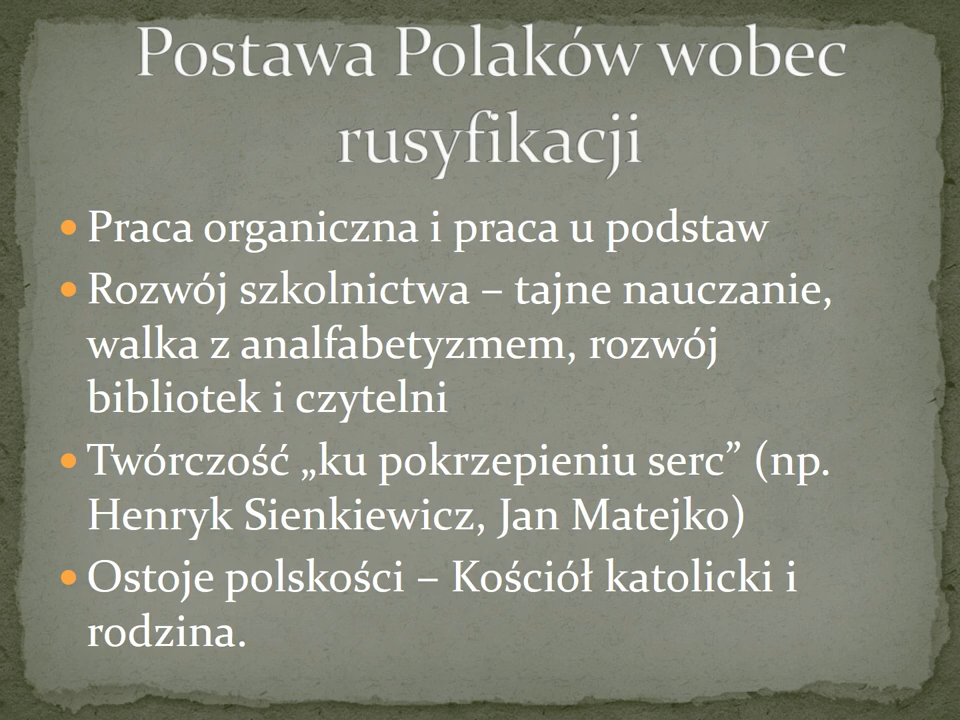 Postawa Polaków wobec
rusyfikacji
• Praca organiczna i praca u podstaw
• Rozwój szkolnictwa – tajne nauczanie,
walka z analfabetyzmem, rozwój
bibliotek i czytelni
• Twórczość „ku pokrzepieniu serc” (np.
Henryk Sienkiewicz, Jan Matejko)
• Ostoje polskości – Kościół katolicki i
rodzina.